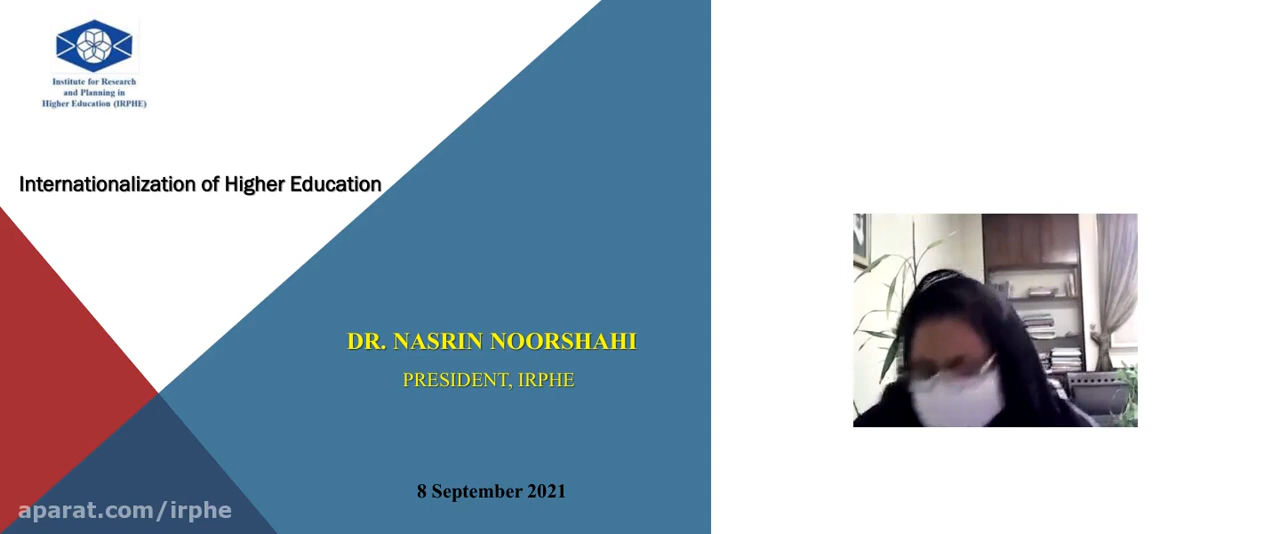 Institute for Research
and Planning in
Higher Education (IRPHE)
Internationalization of Higher Education
DR. NASRIN NOORSHAHI
PRESIDENT, IRPHE
8 September 2021
aparat.com/irphe